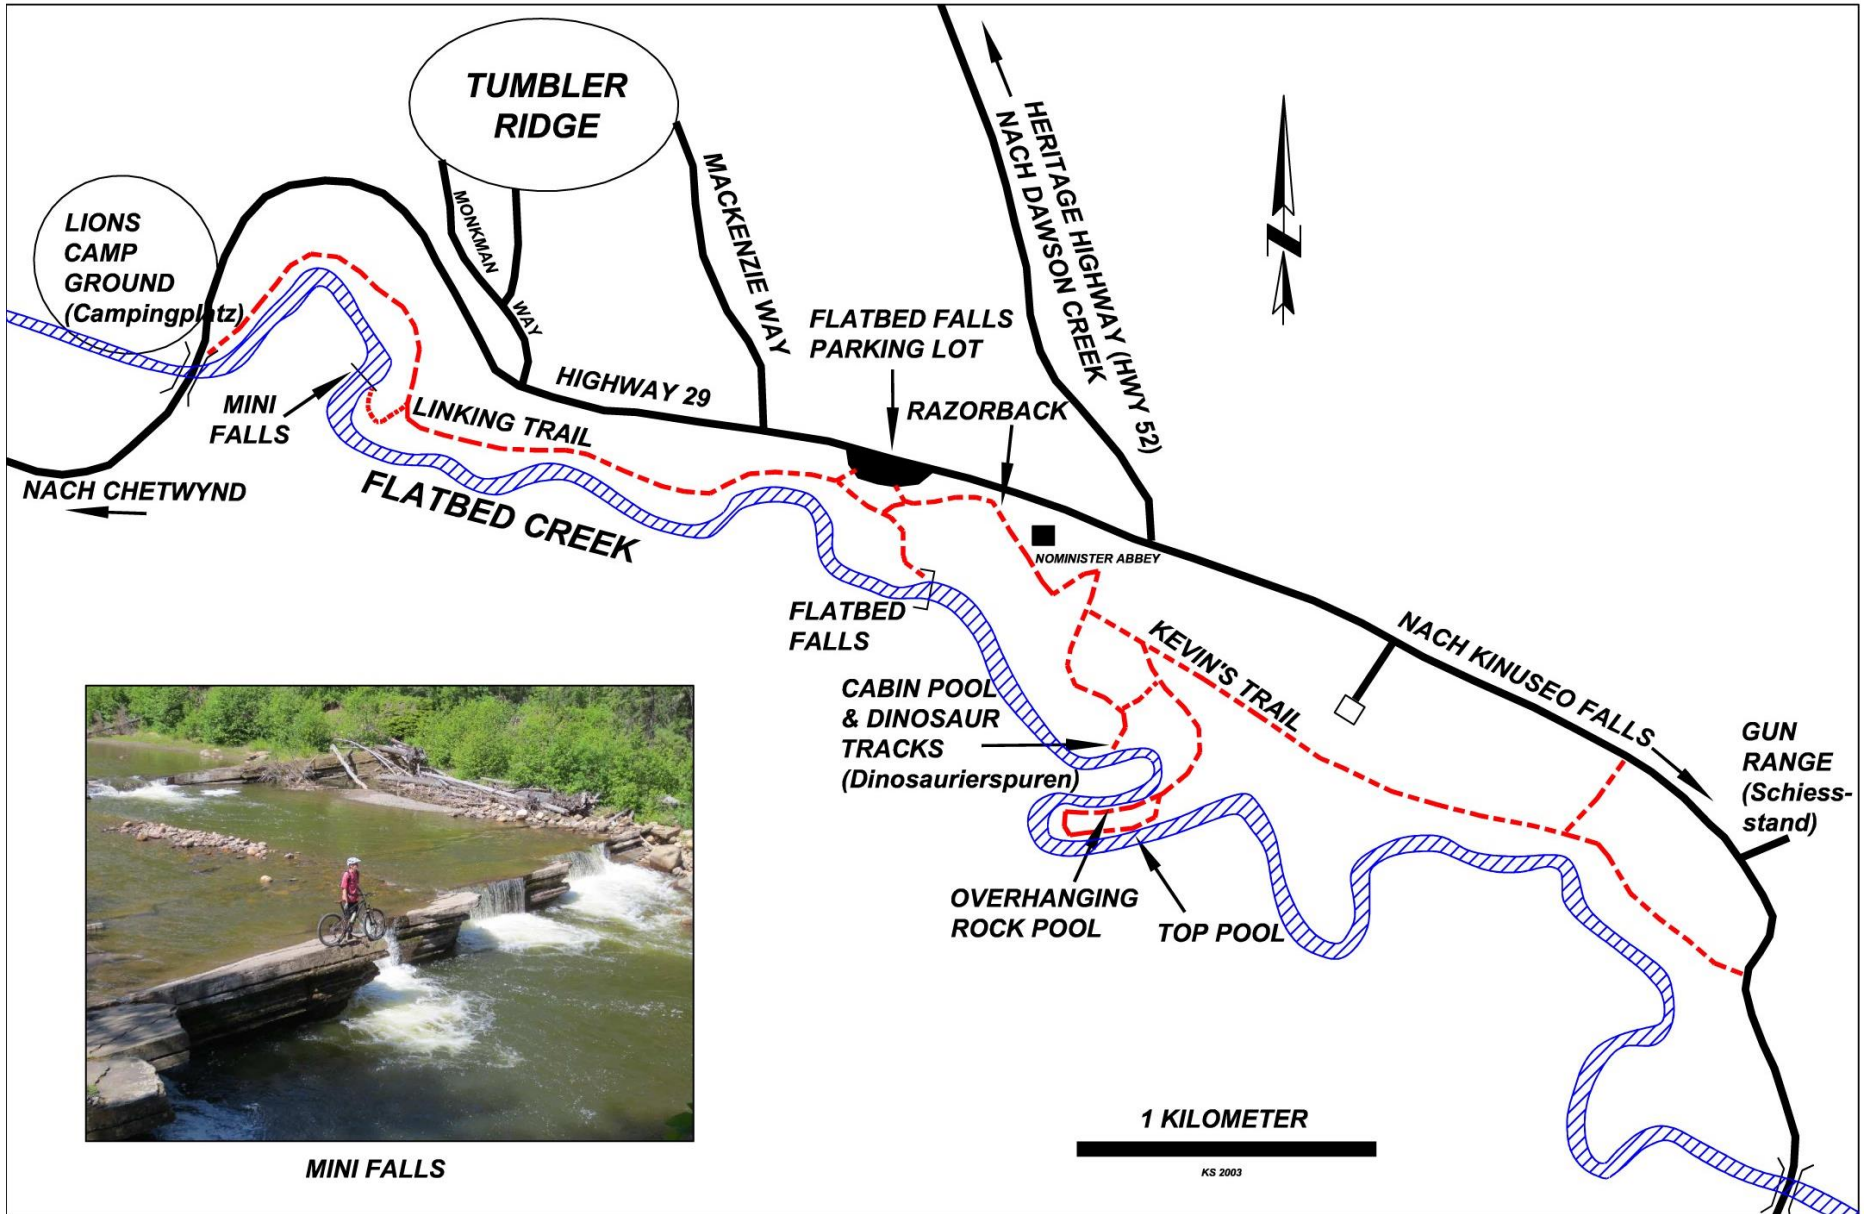 TUMBLER
RIDGE
LIONS
CAMP
GROUND
(Campingplatz)
MONKMAN
WAY
MACKENZIE WAY
HERITAGE HIGHWAY (HWY 52)
NACH DAWSON CREEEK
N
FLATBED FALLS
PARKING LOT
HIGHWAY 29
RAZORBACK
MINI
FALLS
LINKING TRAIL
NACH CHETWYND
FLATBED CREEK
NOMINISTER ABBEY
FLATBED
FALLS
KEVIN'S TRAIL
NACH KINUSEO FALLS
CABIN POOL
& DINOSAUR
TRACKS
(Dinosaurierspuren)
GUN
RANGE
(Schiess-
stand)
OVERHANGING
ROCK POOL
TOP POOL
1 KILOMETER
KS 2003
MINI FALLS